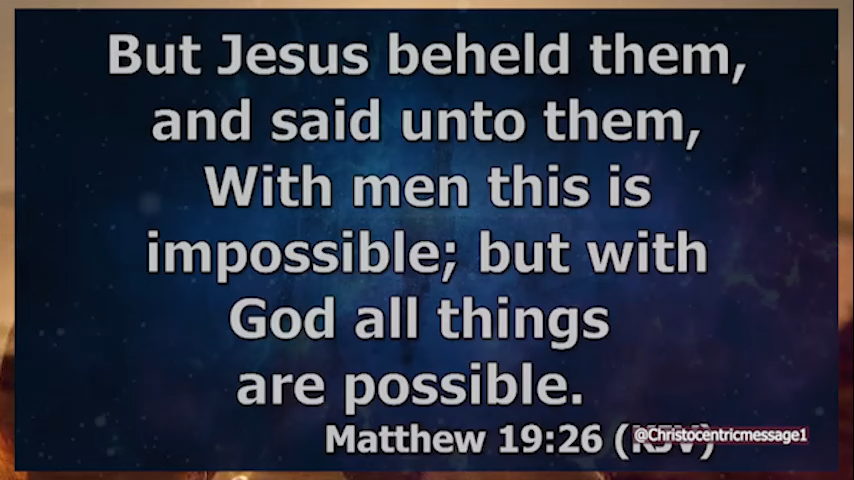 But Jesus beheld them,
and said unto them,
With men this is
impossible; but with
God all things
are possible.
Matthew 19:26 (KJV)
@Christocentricmessage1